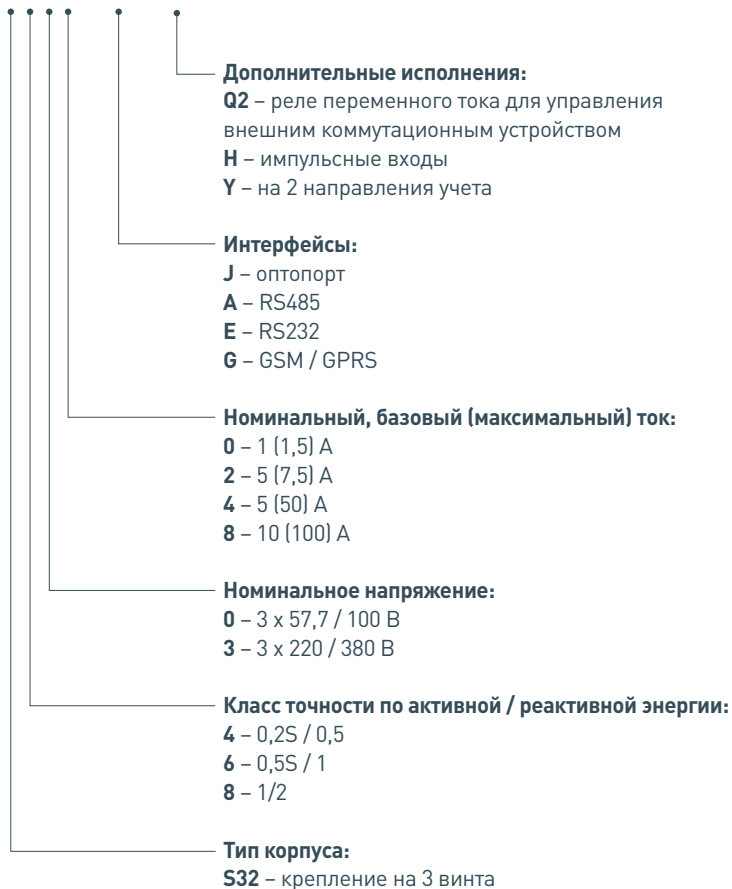 Дополнительные исполнения:
Q2 – реле переменного тока для управления
внешним коммутационным устройством
H – импульсные входы
Y – на 2 направления учета
Интерфейсы:
J – оптопорт
A – RS485
E – RS232
G – GSM / GPRS
Номинальный, базовый (максимальный) ток:
0 – 1 (1,5) А
2 – 5 (7,5) А
4 – 5 (50) А
8 – 10 (100) А
Номинальное напряжение:
0 – 3 x 57,7 / 100 В
3 – 3 x 220 / 380 В
Класс точности по активной / реактивной энергии:
4 – 0,2S / 0,5
6 – 0,5S / 1
8 – 1/2
Тип корпуса:
S32 – крепление на 3 винта